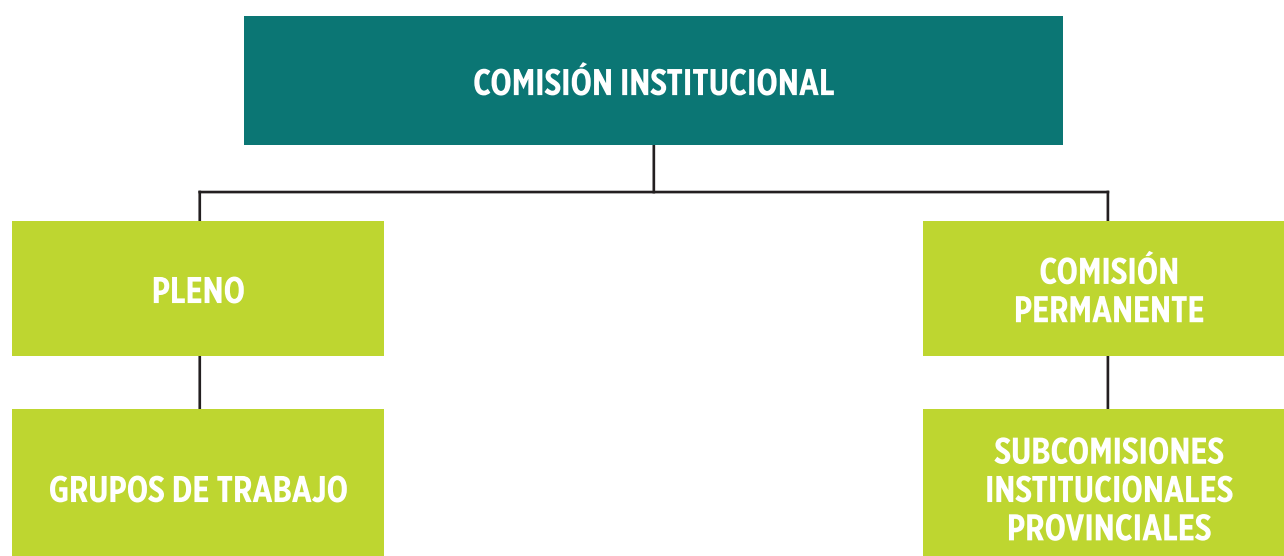 COMISIÓN INSTITUCIONAL
PLENO
COMISIÓN
PERMANENTE
GRUPOS DE TRABAJO
SUBCOMISIONES
INSTITUCIONALES
PROVINCIALES